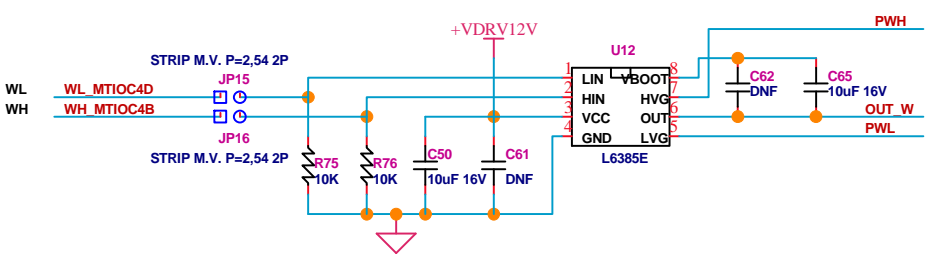 PWH
+VDRV12V
U12
STRIP M.V. P=2,54 2P
JP15
WL WL_MTIOC4D
WH WH_MTIOC4B
JP16
STRIP M.V. P=2,54 2P
1 LIN VBOOT 8
2 HIN HVG 7
3 VCC OUT 6
4 GND LVG 5
L6385E
C62
DNF
C65
10uF 16V
OUT_W
PWL
R75
10K
R76
10K
C50
10uF 16V
C61
DNF